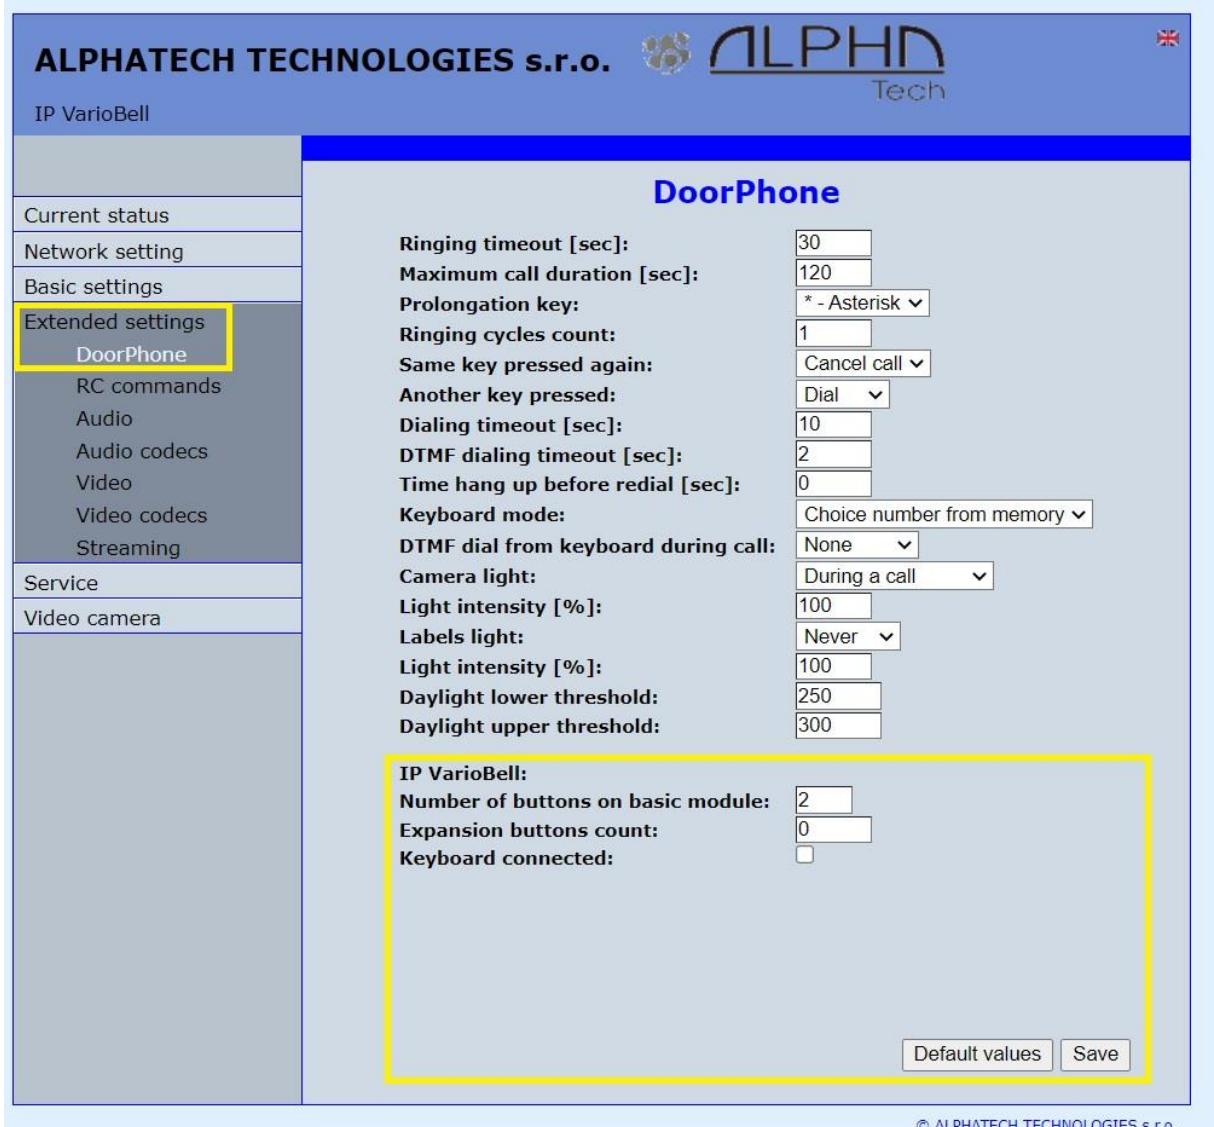 ALPHATECH TECHNOLOGIES s.r.o.
ALPHA
Tech
IP VarioBell
Current status
Network setting
Basic settings
Extended settings
DoorPhone
RC commands
Audio
Audio codecs
Video
Video codecs
Streaming
Service
Video camera
DoorPhone
Ringing timeout [sec]: 30
Maximum call duration [sec]: 120
Prolongation key: * - Asterisk
Ringing cycles count: 1
Same key pressed again: Cancel call
Another key pressed: Dial
Dialing timeout [sec]: 10
DTMF dialing timeout [sec]: 2
Time hang up before redial [sec]: 0
Keyboard mode: Choice number from memory
DTMF dial from keyboard during call: None
Camera light: During a call
Light intensity [%]: 100
Labels light: Never
Light intensity [%]: 100
Daylight lower threshold: 250
Daylight upper threshold: 300
IP VarioBell:
Number of buttons on basic module: 2
Expansion buttons count: 0
Keyboard connected:
Default values Save
© ALPHATECH TECHNOLOGIES s.r.o.